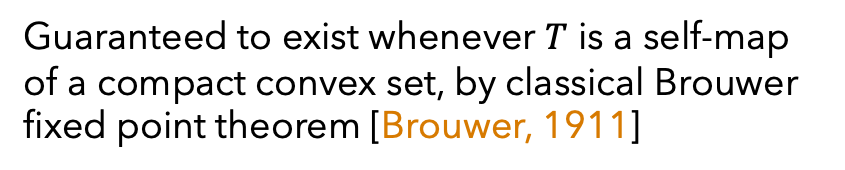 Guaranteed to exist whenever T is a self-map
of a compact convex set, by classical Brouwer
fixed point theorem [Brouwer, 1911]